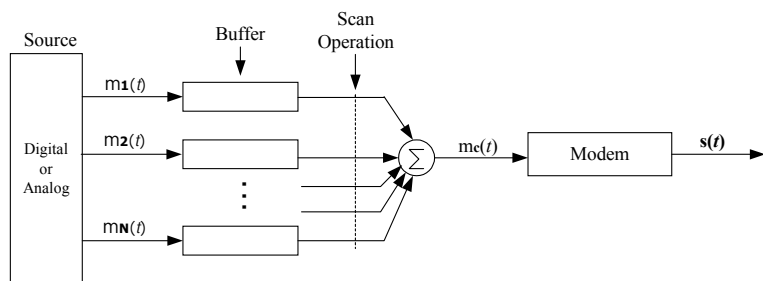 Scan
Operation
Source
Buffer
m1(t)
m2(t)
mN(t)
Digital
or
Analog
Σ
mc(t)
Modem
s(t)